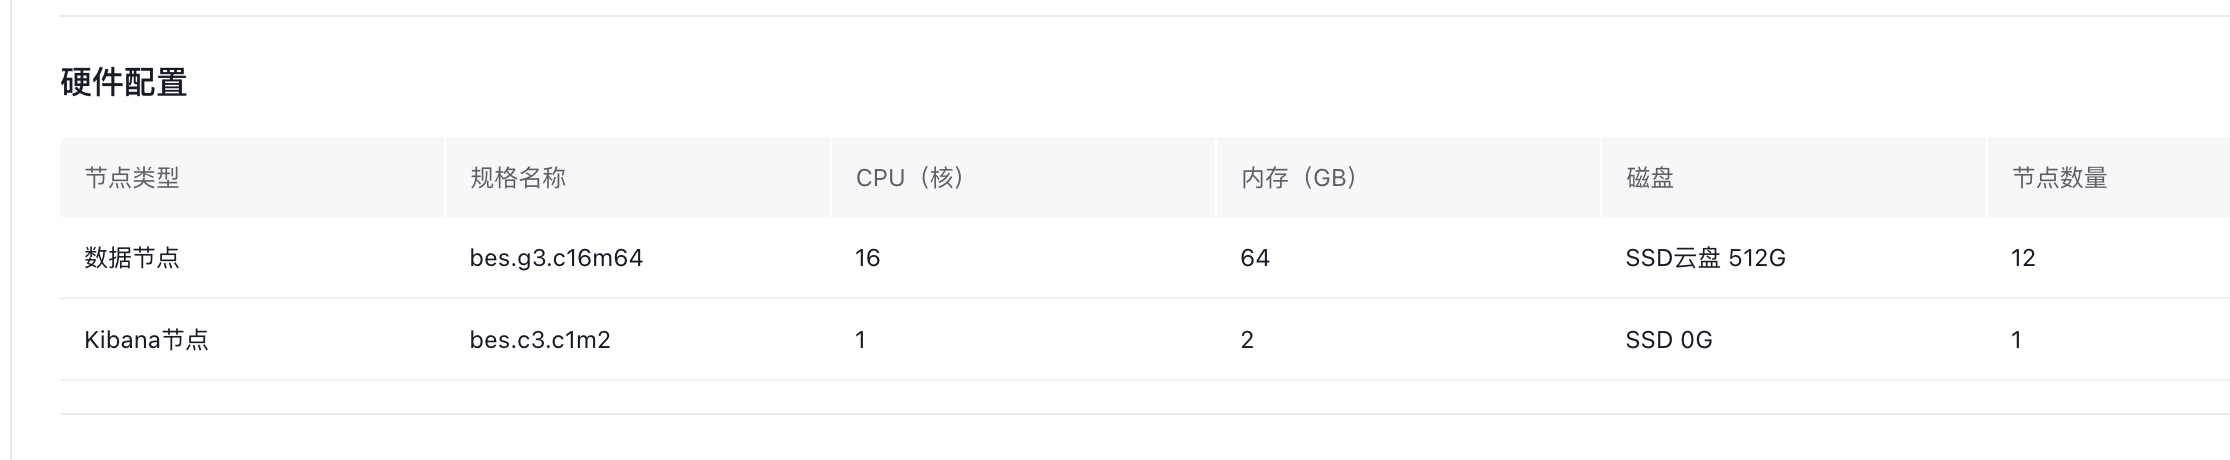 硬件配置
节点类型 规格名称 CPU（核） 内存（GB） 磁盘 节点数量
数据节点 bes.g3.c16m64 16 64 SSD云盘 512G 12
Kibana节点 bes.c3.c1m2 1 2 SSD 0G 1